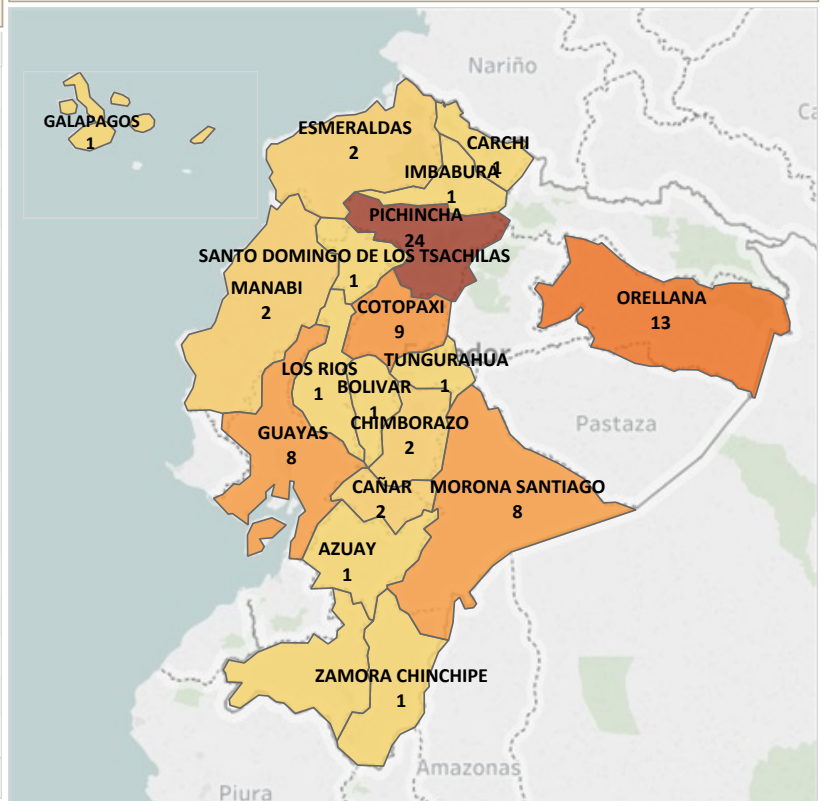 Nariño
GALAPAGOS
1
ESMERALDAS
2
CARCHI
1
IMBABURA
1
PICHINCHA
24
SANTO DOMINGO DE LOS TSACHILAS
1
MANABI
2
ORELLANA
13
COTOPAXI
9
TUNGURAHUA
1
LOS RIOS
1
BOLIVAR
1
CHIMBORAZO
2
Pastaza
GUAYAS
8
CAÑAR
2
MORONA SANTIAGO
8
AZUAY
1
ZAMORA CHINCHIPE
1
Amazonas
Piura